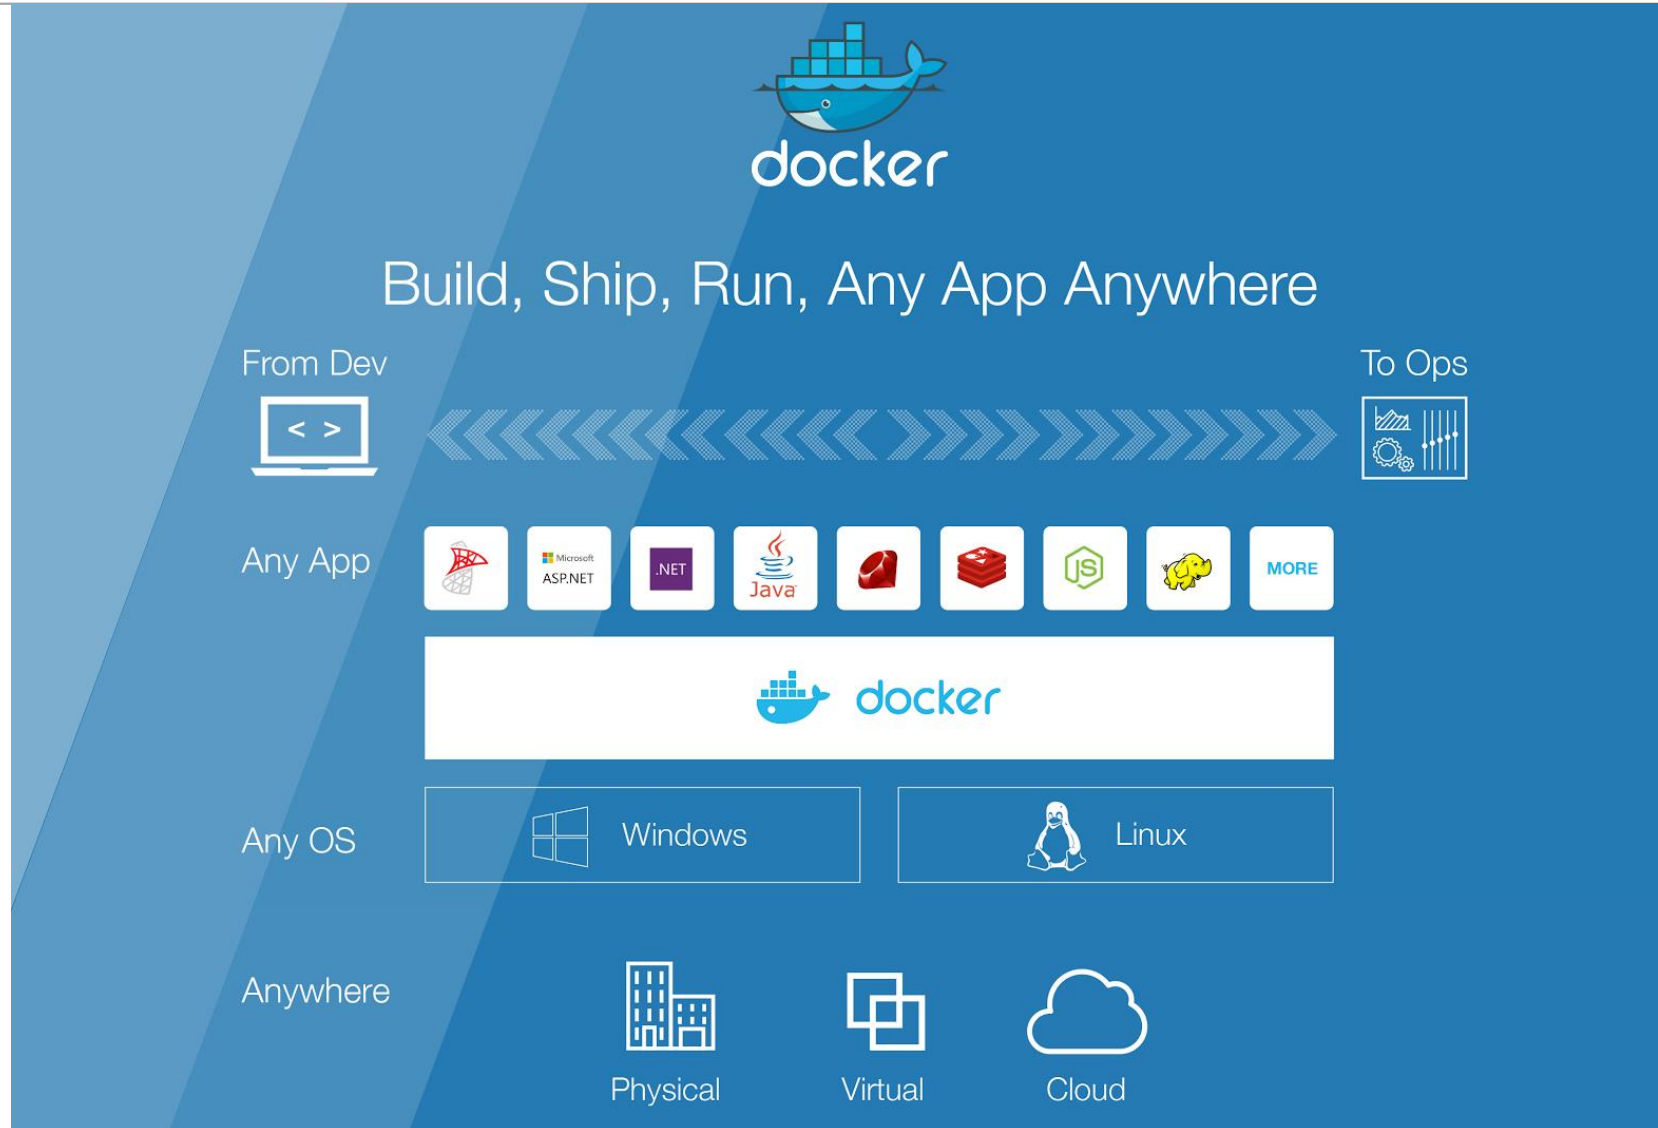 docker
Build, Ship, Run, Any App Anywhere
From Dev
To Ops
< >
Any App
Microsoft
ASP.NET
.NET
Java
JS
MORE
docker
Any OS
Windows
Linux
Anywhere
Physical
Virtual
Cloud